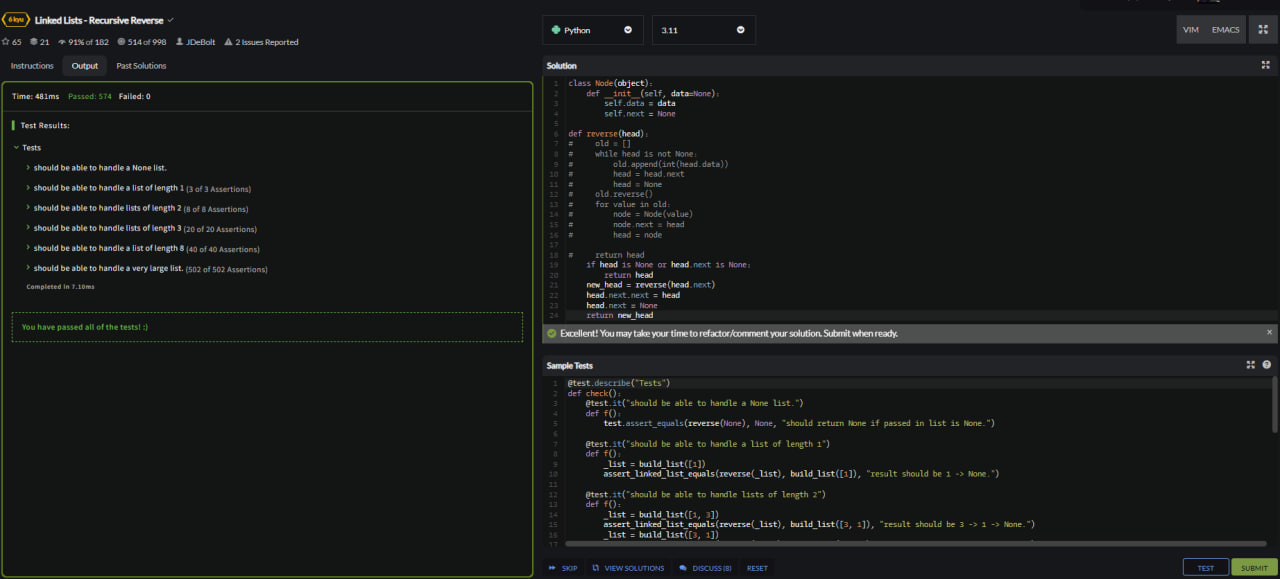 6 kyu Linked Lists - Recursive Reverse
65 21 91% of 182 514 of 998 JDeBolt 2 Issues Reported
Instructions Output Past Solutions
Time: 481ms Passed: 574 Failed: 0
Test Results:
Tests
should be able to handle a None list.
should be able to handle a list of length 1 (3 of 3 Assertions)
should be able to handle lists of length 2 (8 of 8 Assertions)
should be able to handle lists of length 3 (20 of 20 Assertions)
should be able to handle a list of length 8 (40 of 40 Assertions)
should be able to handle a very large list. (502 of 502 Assertions)
Completed in 7.10ms
You have passed all of the tests! :)
Python 3.11 VIM EMACS
Solution
1 class Node(object):
2 def __init__(self, data=None):
3 self.data = data
4 self.next = None
5
6 def reverse(head):
7 # old = []
8 # while head is not None:
9 # old.append(int(head.data))
10 # head = head.next
11 # head = None
12 # old.reverse()
13 # for value in old:
14 # node = Node(value)
15 # node.next = head
16 # head = node
17
18 # return head
19 if head is None or head.next is None:
20 return head
21 new_head = reverse(head.next)
22 head.next.next = head
23 head.next = None
24 return new_head
Excellent! You may take your time to refactor/comment your solution. Submit when ready. ×
Sample Tests
1 @test.describe("Tests")
2 def check():
3 @test.it("should be able to handle a None list.")
4 def f():
5 test.assert_equals(reverse(None), None, "should return None if passed in list is None.")
6
7 @test.it("should be able to handle a list of length 1")
8 def f():
9 _list = build_list([1])
10 assert_linked_list_equals(reverse(_list), build_list([1]), "result should be 1 -> None.")
11
12 @test.it("should be able to handle lists of length 2")
13 def f():
14 _list = build_list([1, 3])
15 assert_linked_list_equals(reverse(_list), build_list([3, 1]), "result should be 3 -> 1 -> None.")
16 _list = build_list([3, 1])
17
SKIP VIEW SOLUTIONS DISCUSS (8) RESET TEST SUBMIT